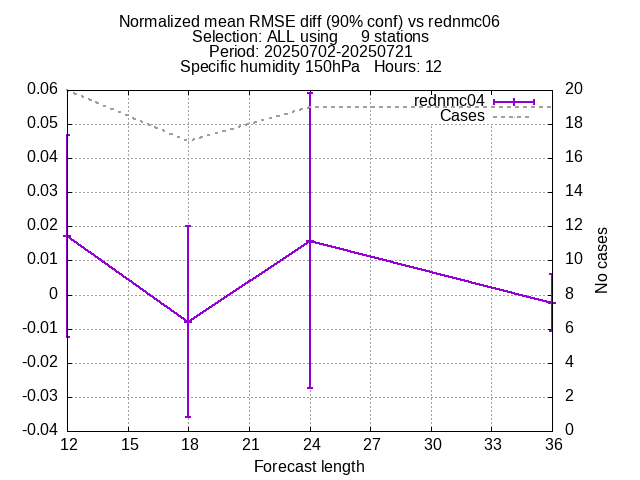 Normalized mean RMSE diff (90% conf) vs rednmc06
Selection: ALL using     9 stations
Period: 20250702-20250721
Specific humidity 150hPa   Hours: 12
rednmc04
Cases
0.06
0.05
0.04
0.03
0.02
0.01
0
-0.01
-0.02
-0.03
-0.04
20
18
16
14
12
10
8
6
4
2
0
No cases
12 15 18 21 24 27 30 33 36
Forecast length